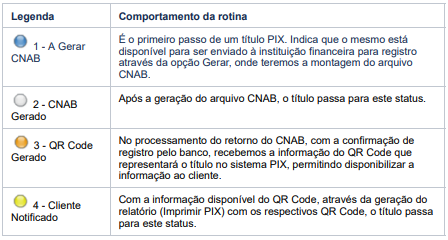 Legenda Comportamento da rotina
1 - A Gerar CNAB
É o primeiro passo de um título PIX. Indica que o mesmo está
disponível para ser enviado à instituição financeira para registro
através da opção Gerar, onde teremos a montagem do arquivo
CNAB.
2 - CNAB
Gerado
Após a geração do arquivo CNAB, o título passa para este status.
3 - QR Code
Gerado
No processamento do retorno do CNAB, com a confirmação de
registro pelo banco, recebemos a informação do QR Code que
representará o título no sistema PIX, permitindo disponibilizar a
informação ao cliente.
4 - Cliente
Notificado
Com a informação disponível do QR Code, através da geração do
relatório (Imprimir PIX) com os respectivos QR Code, o título passa
para este status.